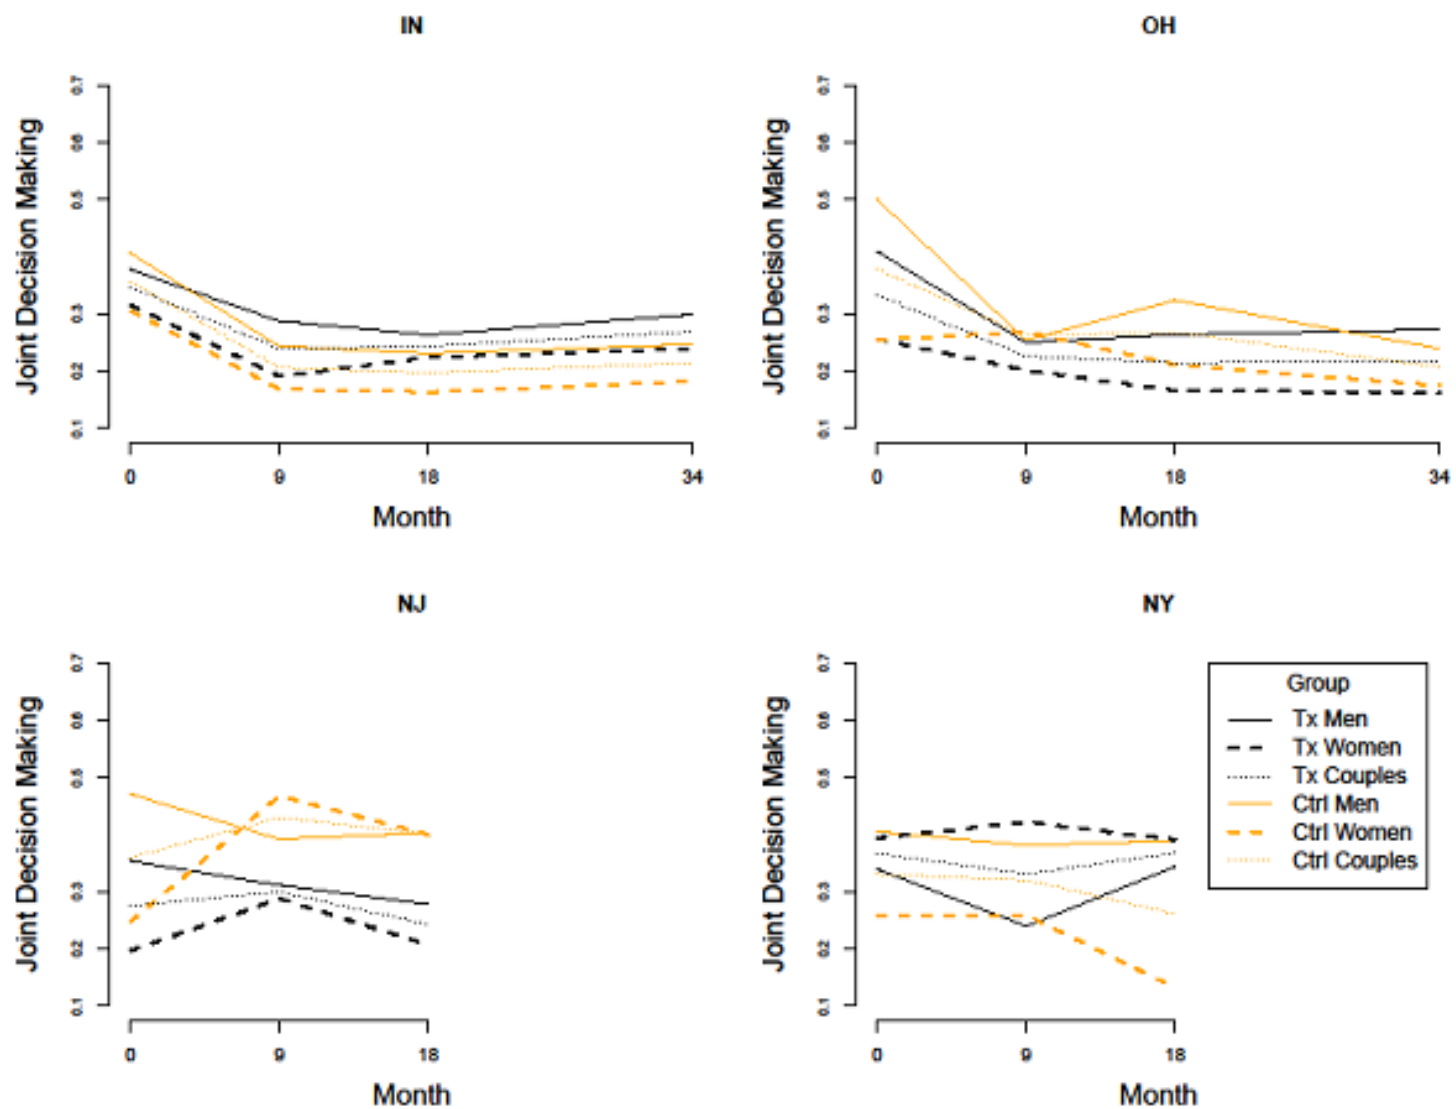 IN
Joint Decision Making
0.7
0.6
0.5
0.3
0.2
0.1
0 9 18 34
Month
OH
Joint Decision Making
0.7
0.6
0.5
0.3
0.2
0.1
0 9 18 34
Month
NJ
Joint Decision Making
0.7
0.6
0.5
0.3
0.2
0.1
0 9 18
Month
NY
Joint Decision Making
0.7
0.6
0.5
0.3
0.2
0.1
0 9 18
Month
Group
Tx Men
Tx Women
Tx Couples
Ctrl Men
Ctrl Women
Ctrl Couples